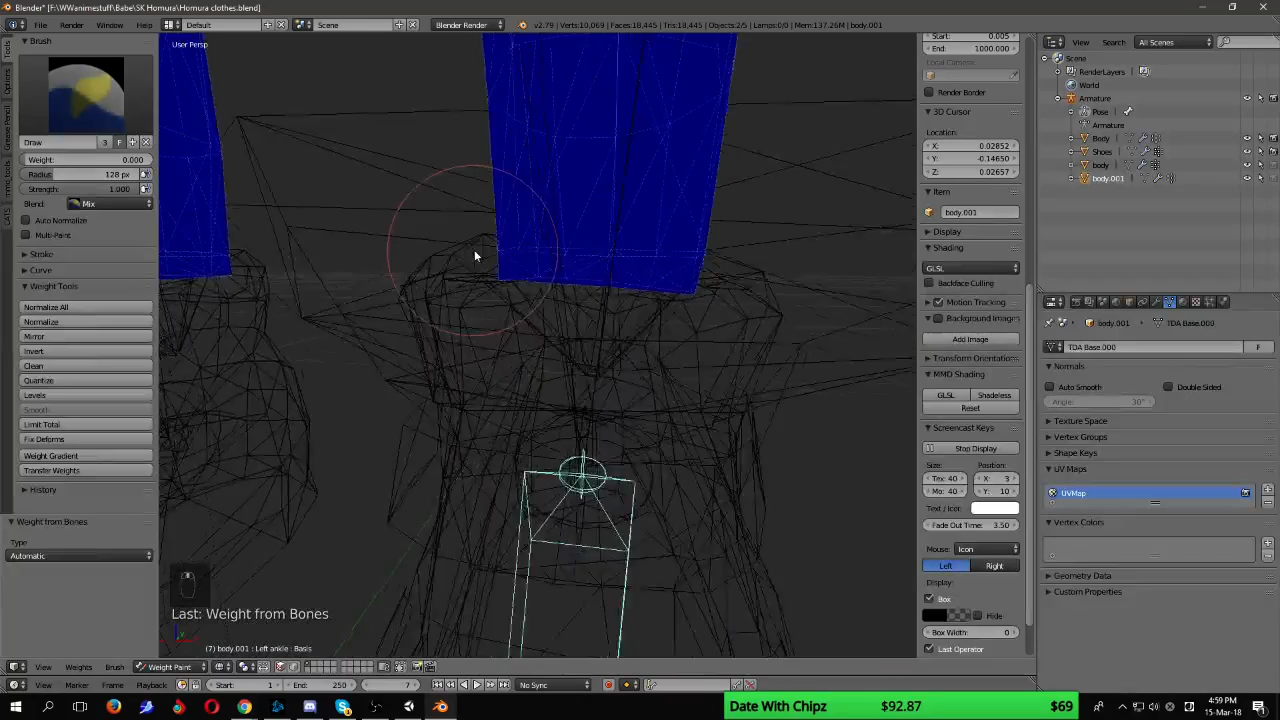 Blender* [F:\WWanimestuff\Babe\SK Homura\Homura clothes.blend]
File Render Window Help Default Scene Blender Render v2.79 | Verts:10,069 | Faces:18,445 | Tris:18,445 | Objects:2/5 | Lamps:0/0 | Mem:137.26M | body.001
User Persp
Brush
Draw 3 F
Weight: 0.000
Radius: 128 px
Strength: 1.000
Blend: Mix
Auto Normalize
Multi-Paint
Stroke
Curve
Weight Tools
Normalize All
Normalize
Mirror
Invert
Clean
Quantize
Levels
Smooth
Limit Total
Fix Deforms
Weight Gradient
Transfer Weights
History
Weight from Bones
Type
Automatic
Tools
Options
Grease Pencil
mmd_tools
CATS
Last: Weight from Bones
(7) body.001 : Left ankle : Basis
Start: 0.005
End: 1000.000
Local Camera:
Render Border
3D Cursor
Location:
X: 0.02852
Y: -0.14650
Z: 0.02657
Item
body.001
Display
Shading
GLSL
Backface Culling
Motion Tracking
Background Images
Add Image
Transform Orientations
MMD Shading
GLSL Shadeless
Reset
Screencast Keys
Stop Display
Size: Position:
Tex: 40 X: 3
Mo: 40 Y: 10
Text / Icon:
Fade Out Time: 3.50
Mouse: Icon
Left Right
Display:
Box
Hide
Box Width: 0
Last Operator
View Search All Scenes
Scene
RenderLayers
World
Armature
Pose
Armature
Body
Shoes
body
body.001
body.001 TDA Base.000
TDA Base.000 F
Normals
Auto Smooth Double Sided
Angle: 30°
Texture Space
Vertex Groups
Shape Keys
UV Maps
UVMap
Vertex Colors
Geometry Data
Custom Properties
View Weights Brush Weight Paint
View Marker Frame Playback Start: 1 End: 250 7 No Sync
Date With Chipz $92.87 $69
4:59 PM
15-Mar-18